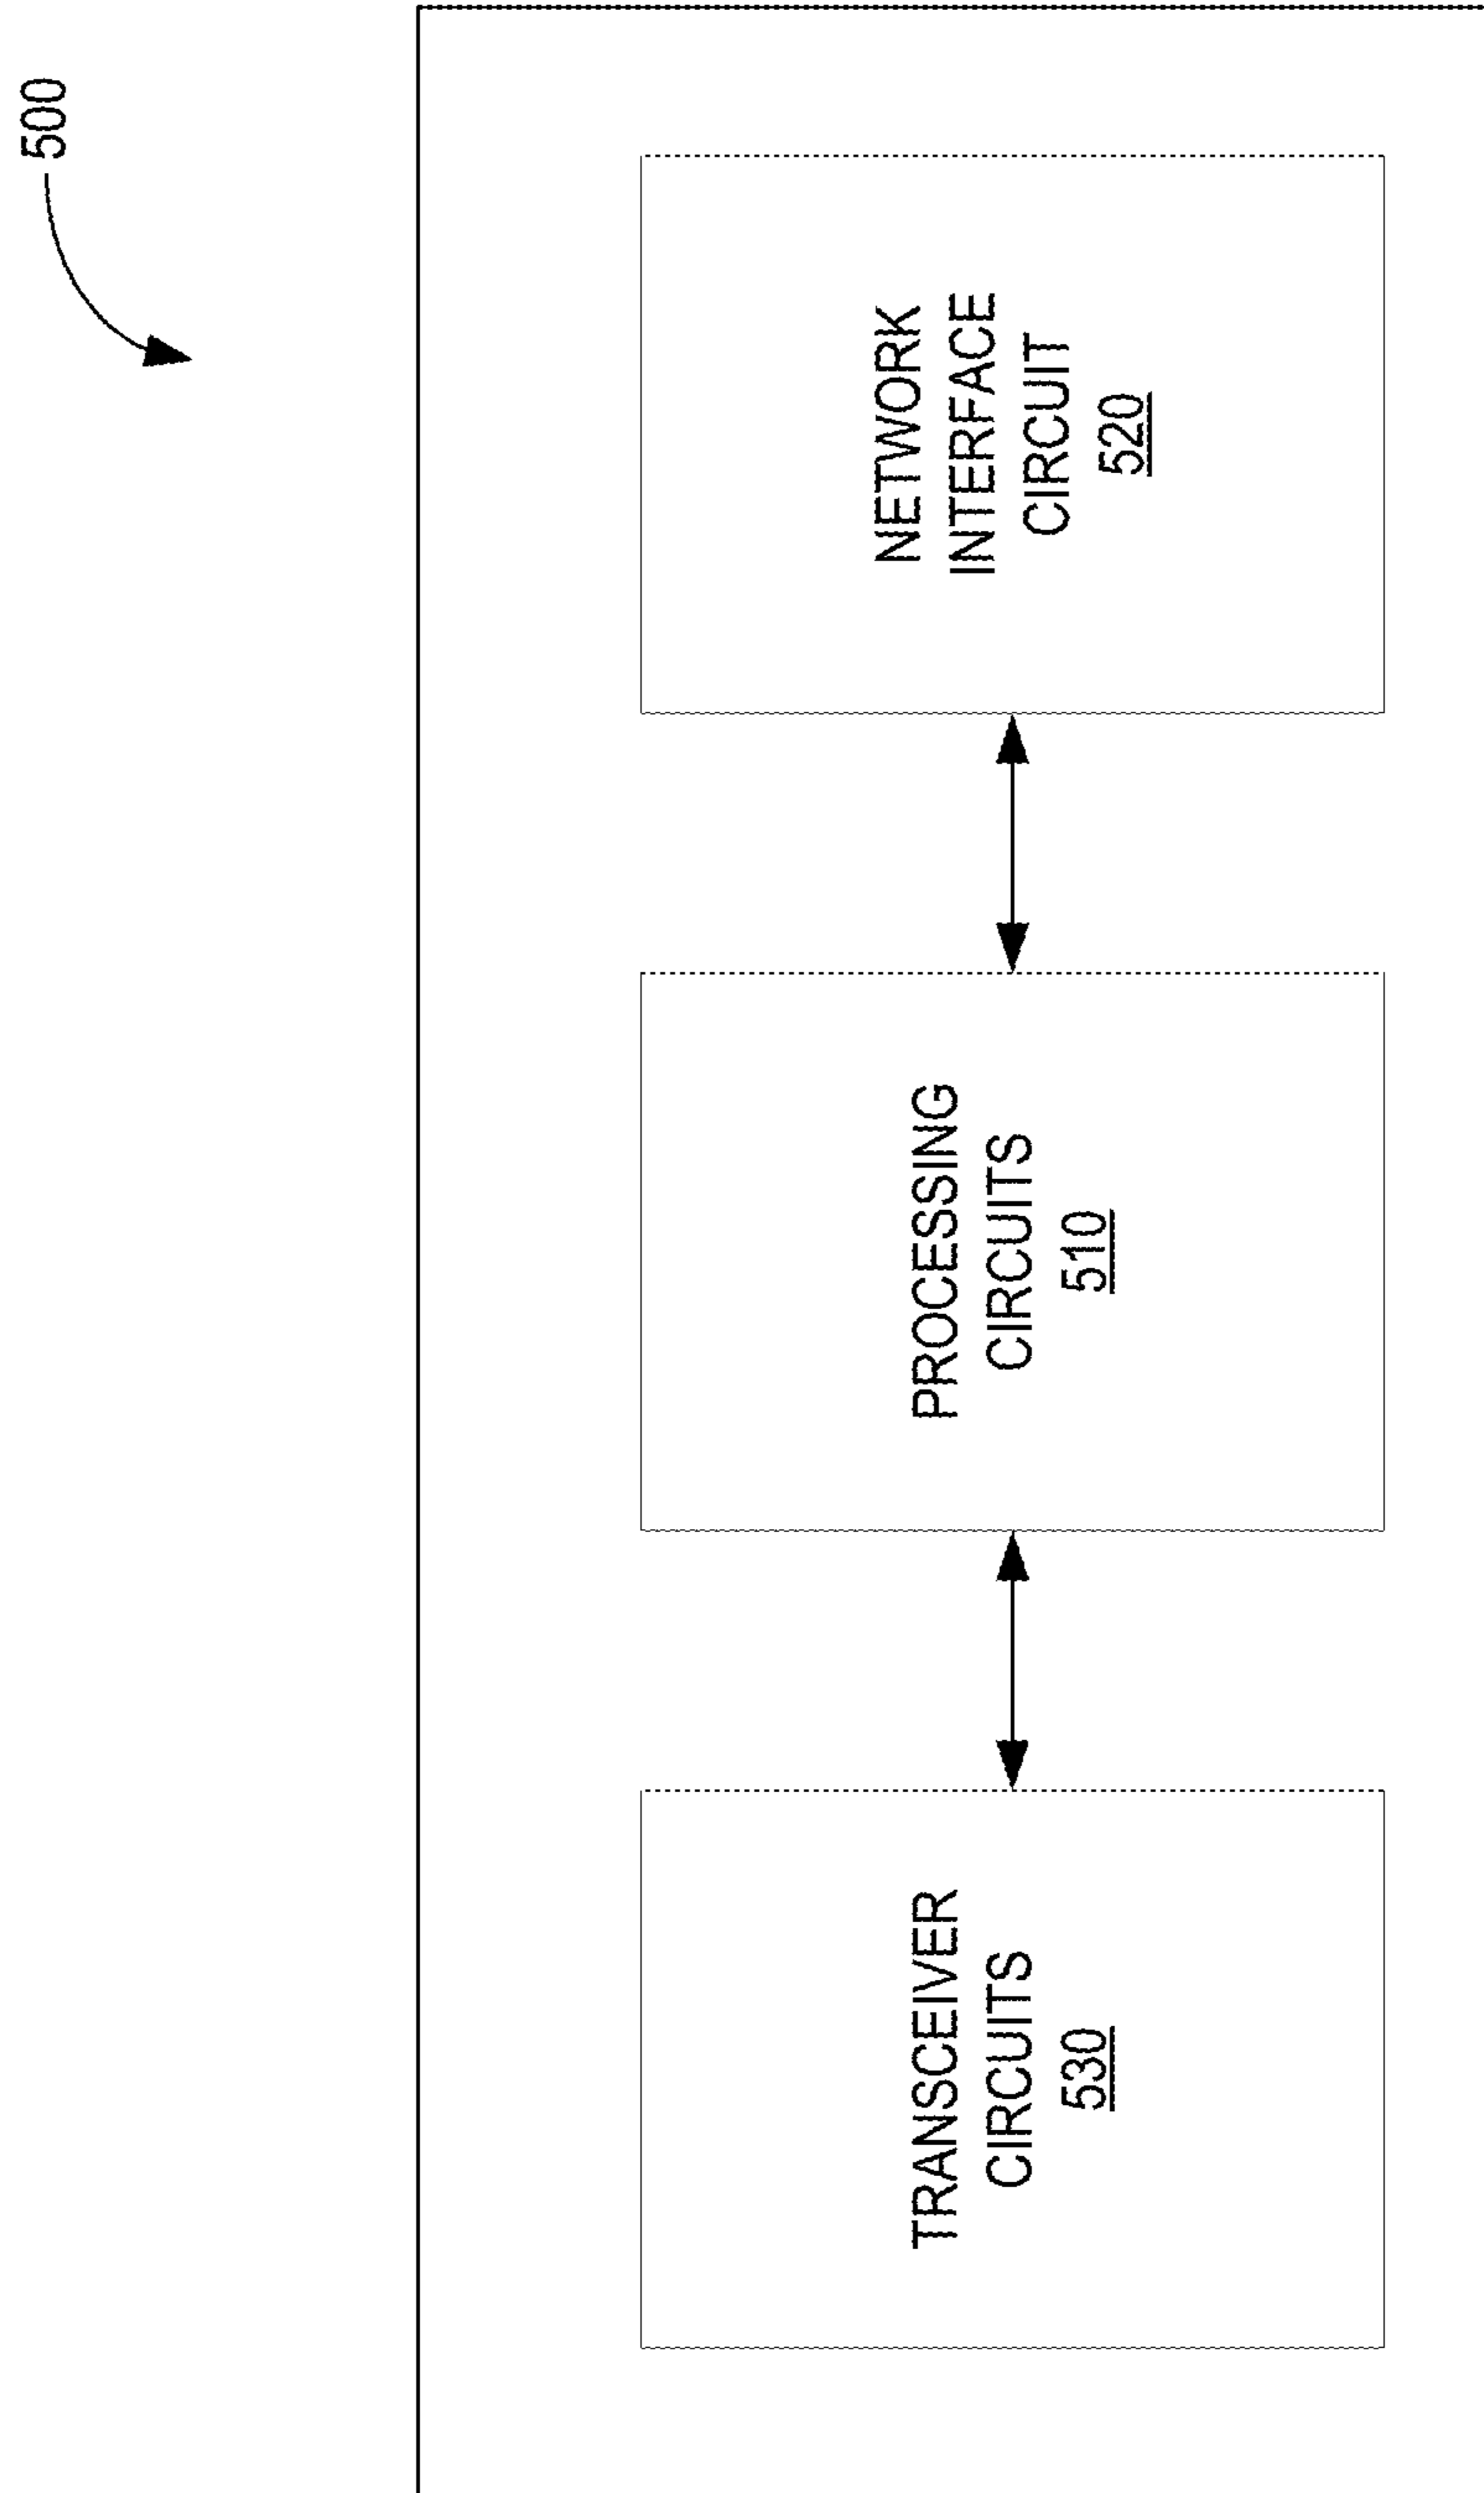 500
TRANSCEIVER
CIRCUITS
530
PROCESSING
CIRCUITS
510
NETWORK
INTERFACE
CIRCUIT
520